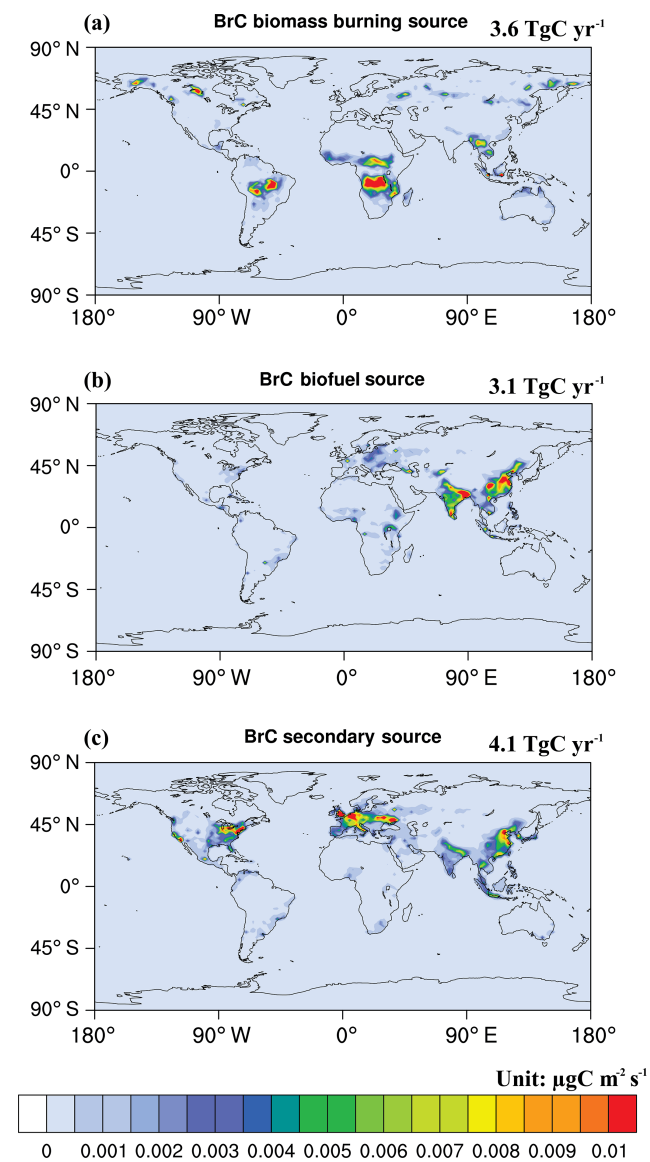 (a) BrC biomass burning source 3.6 TgC yr⁻¹
90° N
45° N
0°
45° S
90° S
180° 90° W 0° 90° E 180°
(b) BrC biofuel source 3.1 TgC yr⁻¹
90° N
45° N
0°
45° S
90° S
180° 90° W 0° 90° E 180°
(c) BrC secondary source 4.1 TgC yr⁻¹
90° N
45° N
0°
45° S
90° S
180° 90° W 0° 90° E 180°
Unit: μgC m⁻² s⁻¹
0 0.001 0.002 0.003 0.004 0.005 0.006 0.007 0.008 0.009 0.01